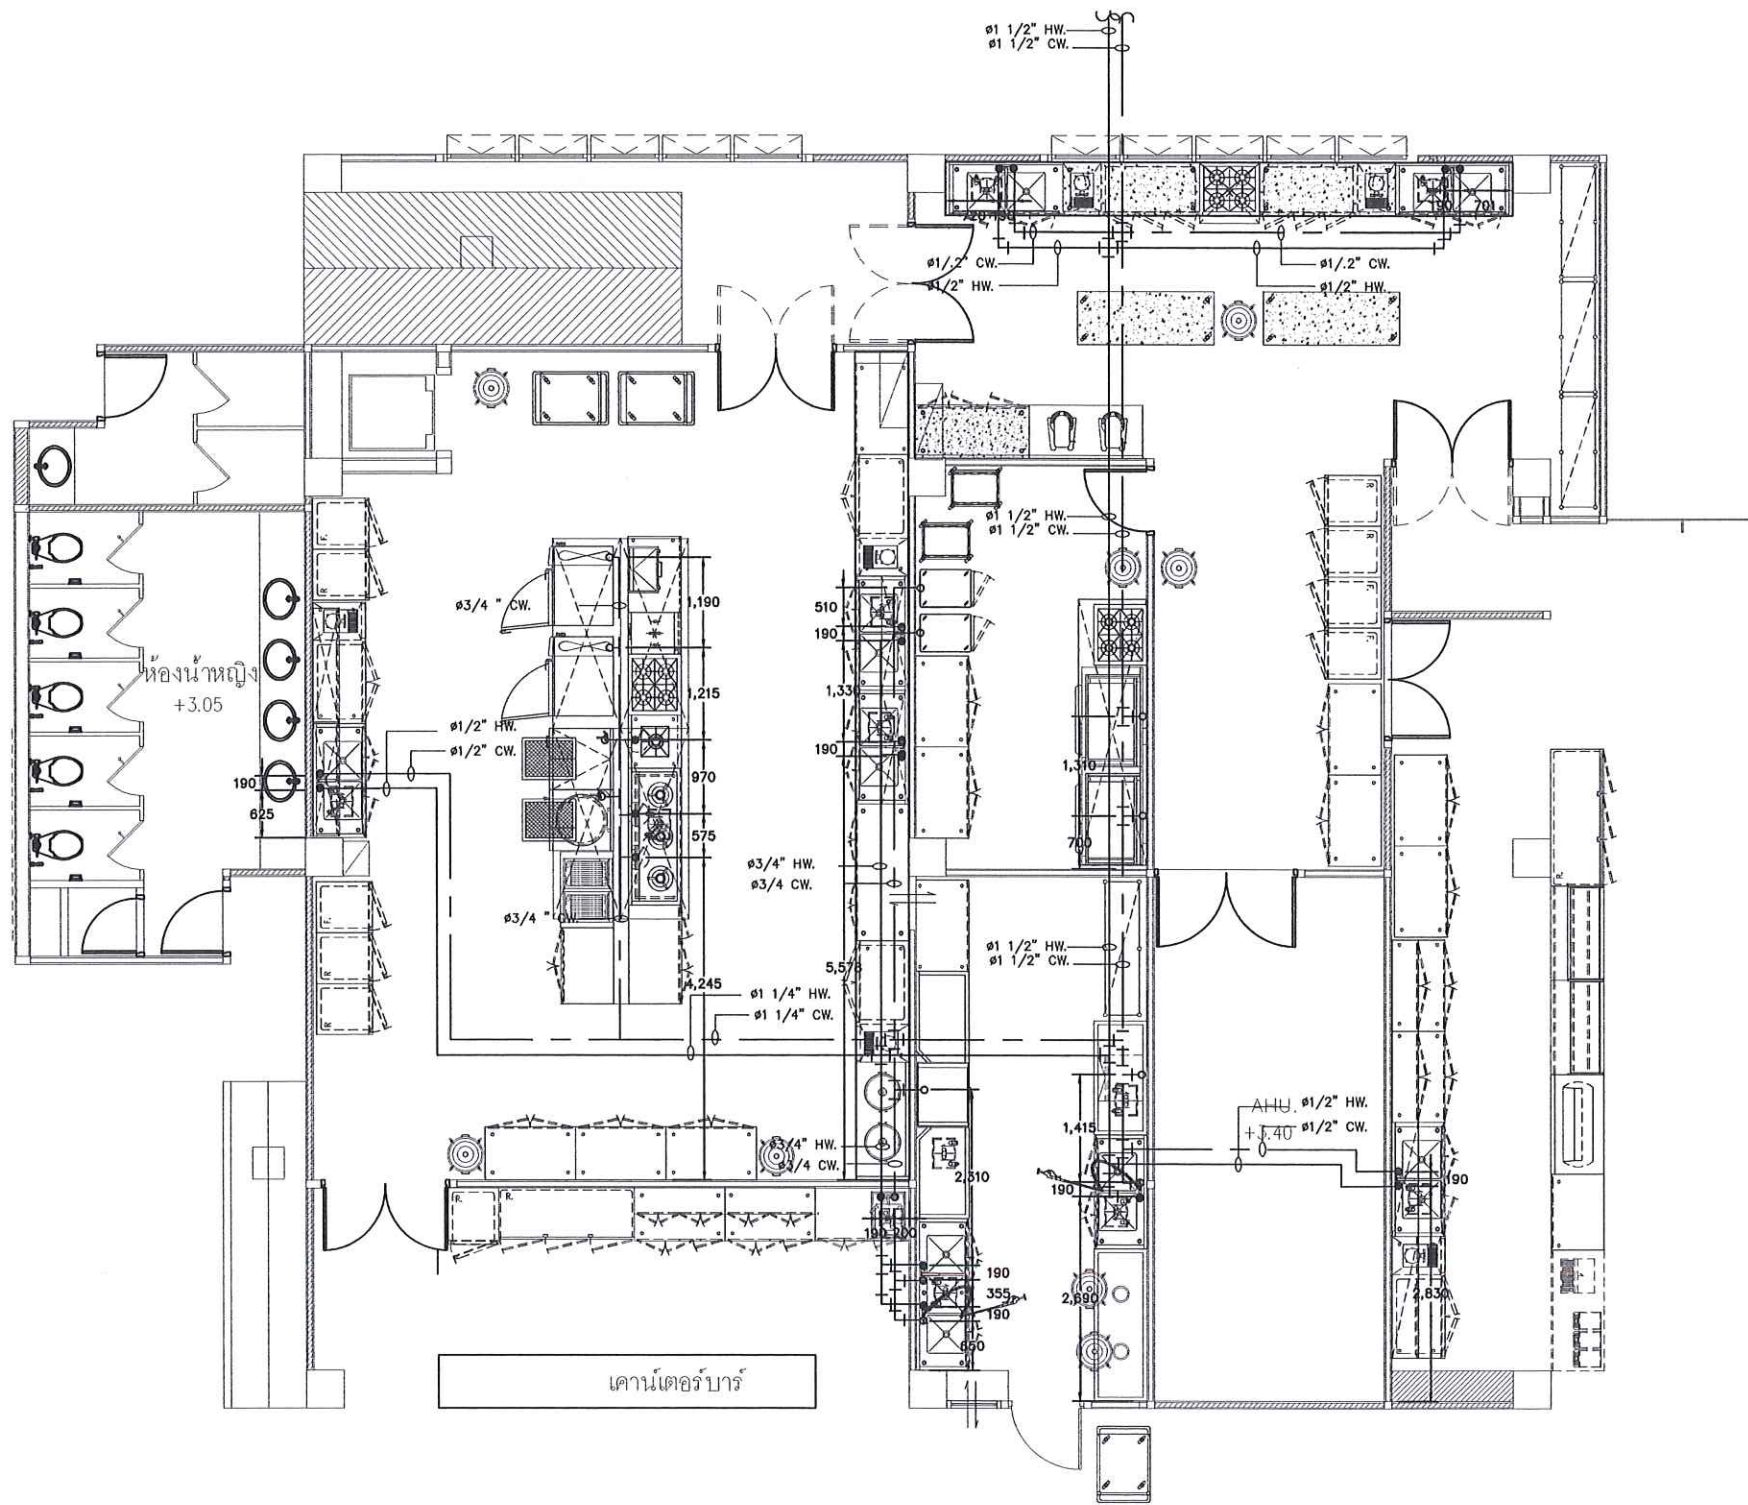 ø1 1/2" HW.
ø1 1/2" CW.
190
701
ø1/.2" CW.
ø1/2" HW.
ø1/.2" CW.
ø1/2" HW.
R
R
F.
F.
ø1 1/2" HW.
ø1 1/2" CW.
F.
R
ø3/4 " CW.
1,190
510
190
ห้องน้ำหญิง
+3.05
1,215
1,330
ø1/2" HW.
ø1/2" CW.
190
970
1,310
190
625
575
700
ø3/4" HW.
ø3/4 CW.
R.
F.
R
R
ø3/4 " CW.
ø1 1/2" HW.
ø1 1/2" CW.
5,578
4,245
ø1 1/4" HW.
ø1 1/4" CW.
AHU.
+3.40
ø1/2" HW.
ø1/2" CW.
1,415
ø3/4" HW.
ø3/4 CW.
2,310
190
190
R.
R.
190
200
190
355
190
650
2,690
2,830
เคาน์เตอร์บาร์